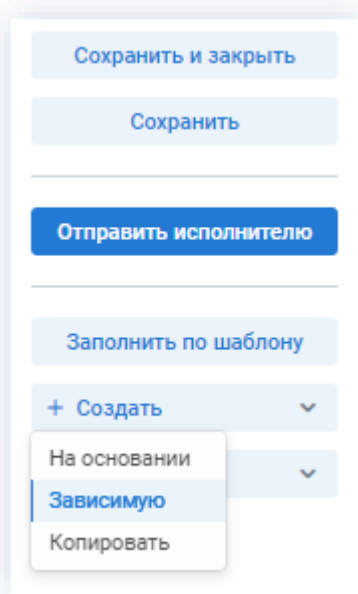 Сохранить и закрыть
Сохранить
Отправить исполнителю
Заполнить по шаблону
+ Создать
На основании
Зависимую
Копировать